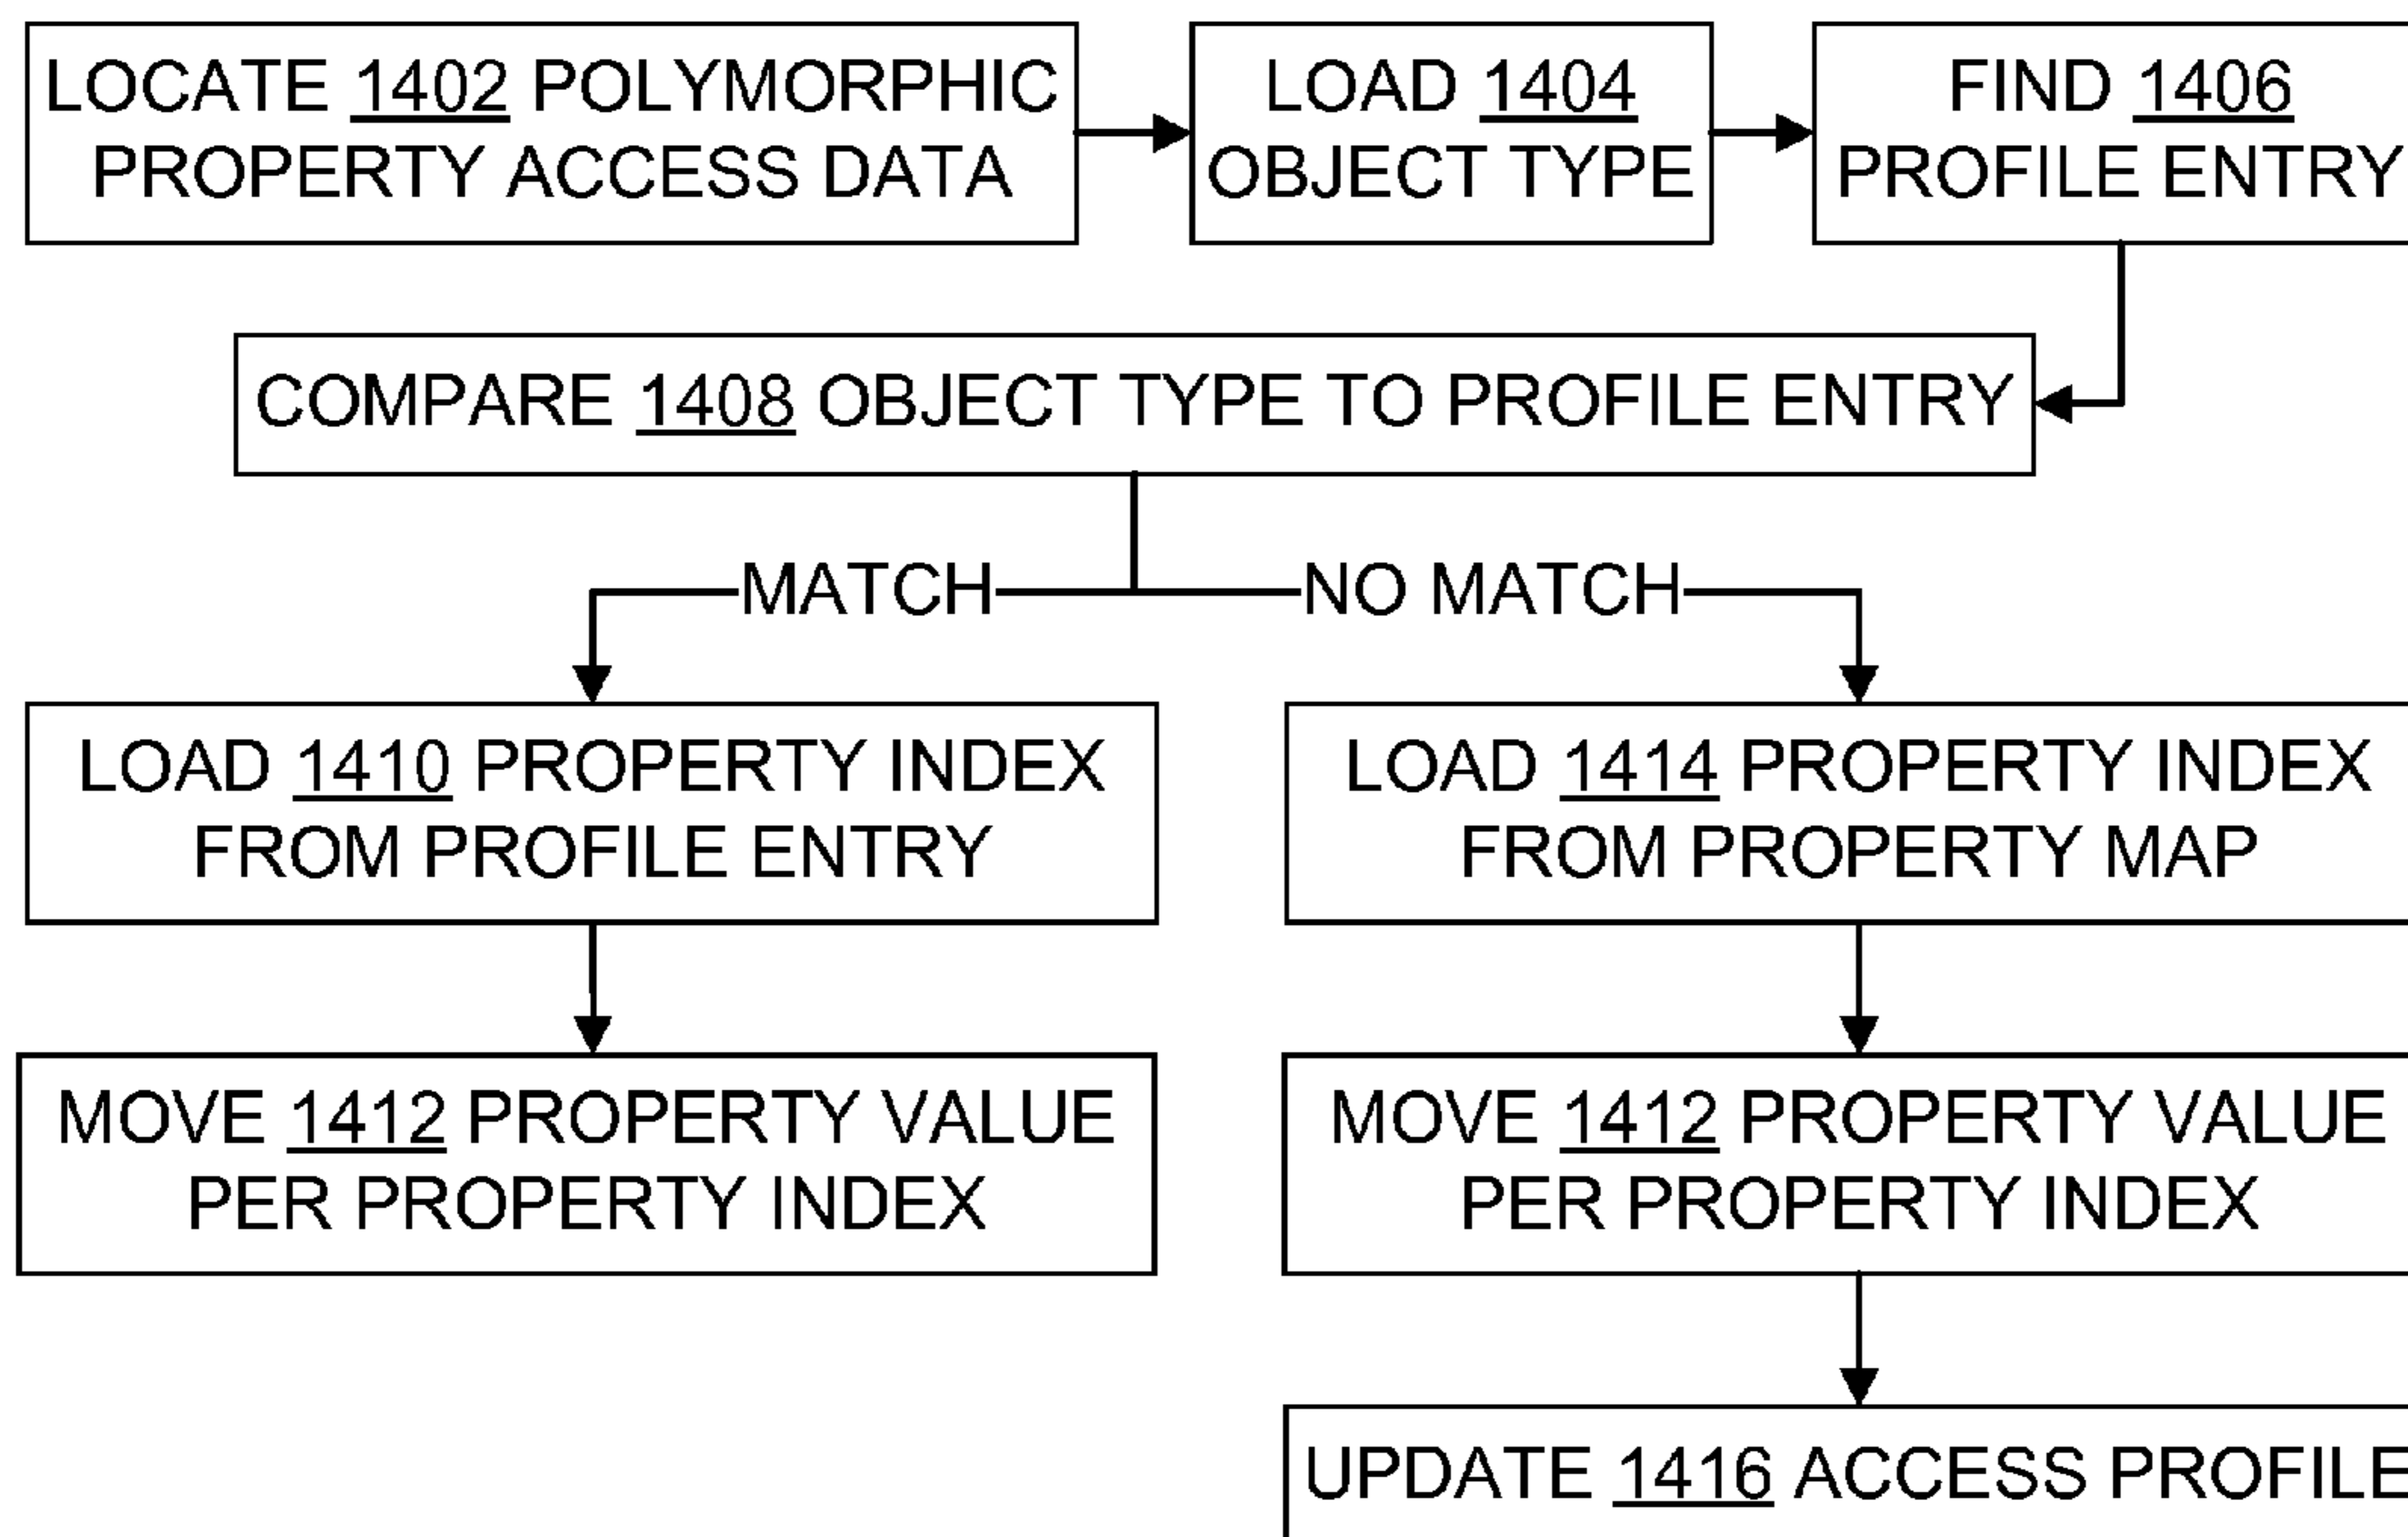 LOCATE 1402 POLYMORPHIC
PROPERTY ACCESS DATA
LOAD 1404
OBJECT TYPE
FIND 1406
PROFILE ENTRY
COMPARE 1408 OBJECT TYPE TO PROFILE ENTRY
MATCH
NO MATCH
LOAD 1410 PROPERTY INDEX
FROM PROFILE ENTRY
LOAD 1414 PROPERTY INDEX
FROM PROPERTY MAP
MOVE 1412 PROPERTY VALUE
PER PROPERTY INDEX
MOVE 1412 PROPERTY VALUE
PER PROPERTY INDEX
UPDATE 1416 ACCESS PROFILE